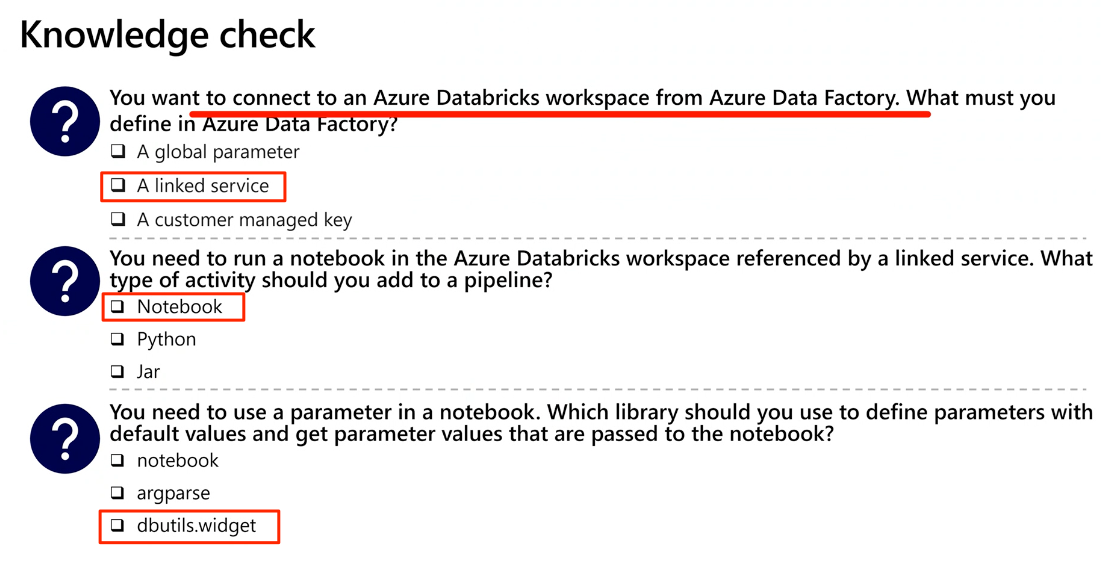 Knowledge check
You want to connect to an Azure Databricks workspace from Azure Data Factory. What must you
define in Azure Data Factory?
A global parameter
A linked service
A customer managed key
You need to run a notebook in the Azure Databricks workspace referenced by a linked service. What
type of activity should you add to a pipeline?
Notebook
Python
Jar
You need to use a parameter in a notebook. Which library should you use to define parameters with
default values and get parameter values that are passed to the notebook?
notebook
argparse
dbutils.widget